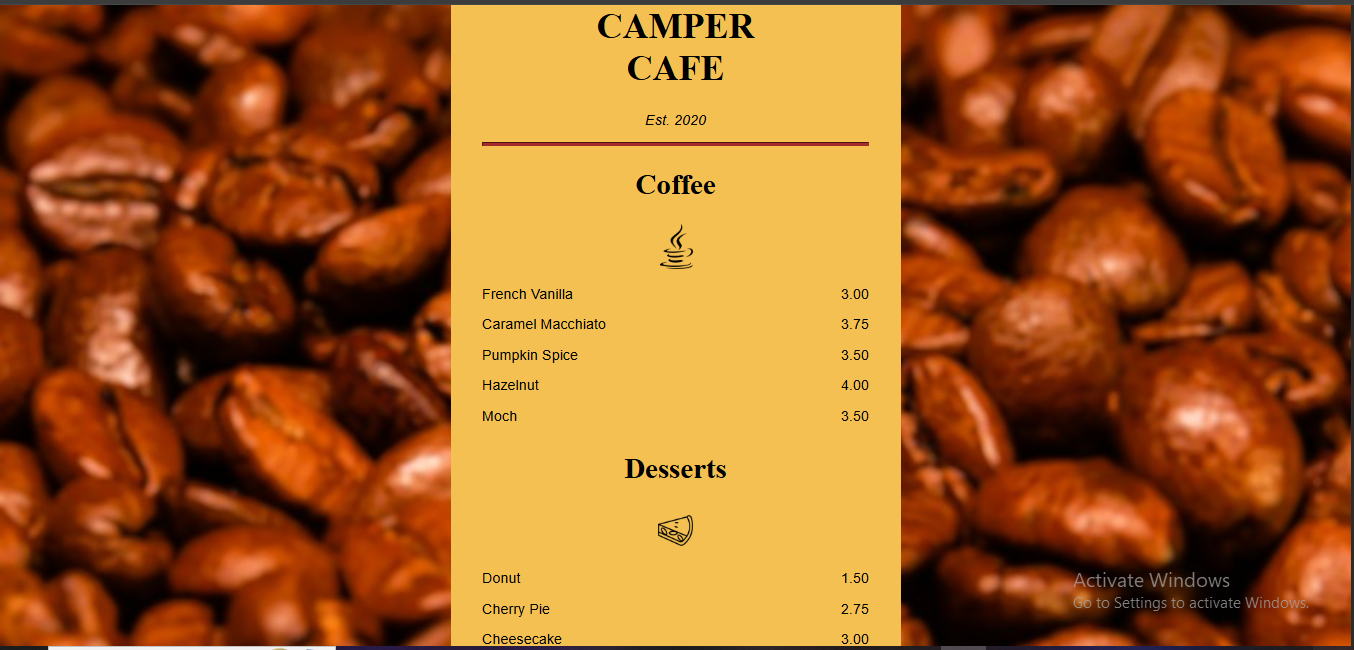 CAMPER
CAFE
Est. 2020
Coffee
French Vanilla 3.00
Caramel Macchiato 3.75
Pumpkin Spice 3.50
Hazelnut 4.00
Moch 3.50
Desserts
Donut 1.50
Cherry Pie 2.75
Cheesecake 3.00
Activate Windows
Go to Settings to activate Windows.